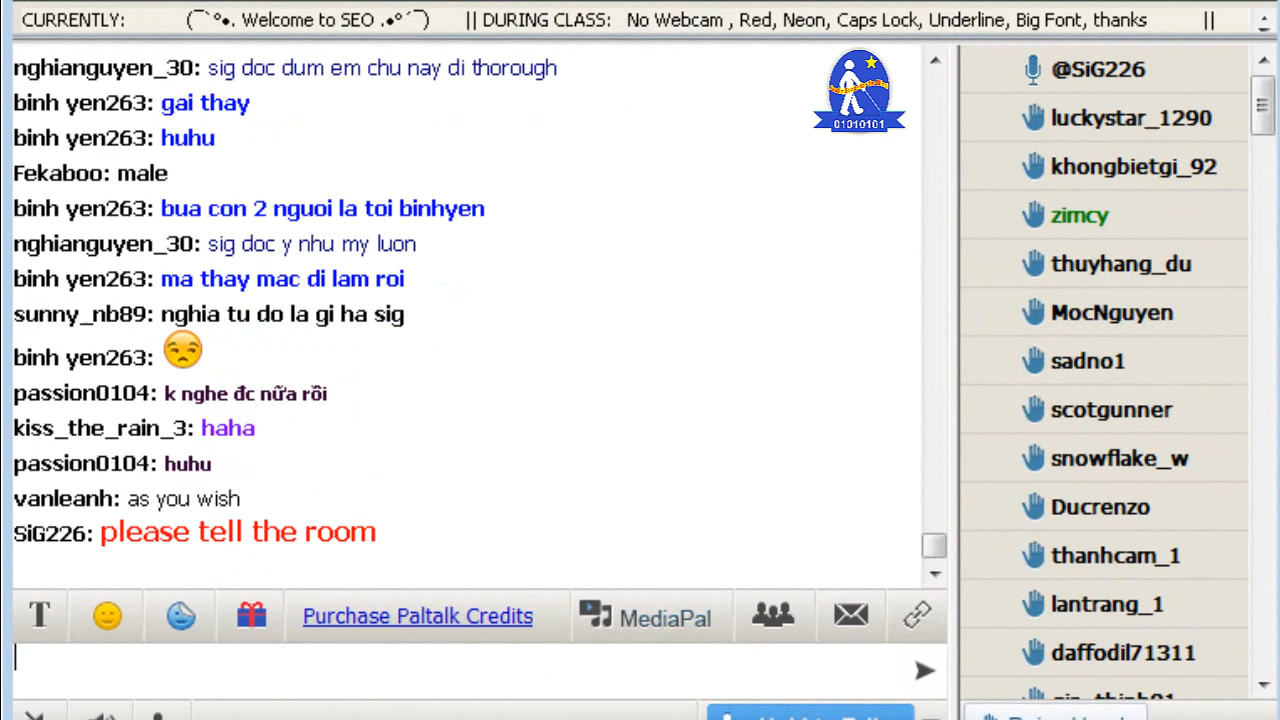 CURRENTLY: (¯`°•. Welcome to SEO .•°´¯) || DURING CLASS: No Webcam , Red, Neon, Caps Lock, Underline, Big Font, thanks ||
nghianguyen_30: sig doc dum em chu nay di thorough
binh yen263: gai thay
binh yen263: huhu
Fekaboo: male
binh yen263: bua con 2 nguoi la toi binhyen
nghianguyen_30: sig doc y nhu my luon
binh yen263: ma thay mac di lam roi
sunny_nb89: nghia tu do la gi ha sig
binh yen263:
passion0104: k nghe đc nữa rồi
kiss_the_rain_3: haha
passion0104: huhu
vanleanh: as you wish
SiG226: please tell the room
01010101
T
Purchase Paltalk Credits
MediaPal
@SiG226
luckystar_1290
khongbietgi_92
zimcy
thuyhang_du
MocNguyen
sadno1
scotgunner
snowflake_w
Ducrenzo
thanhcam_1
lantrang_1
daffodil71311